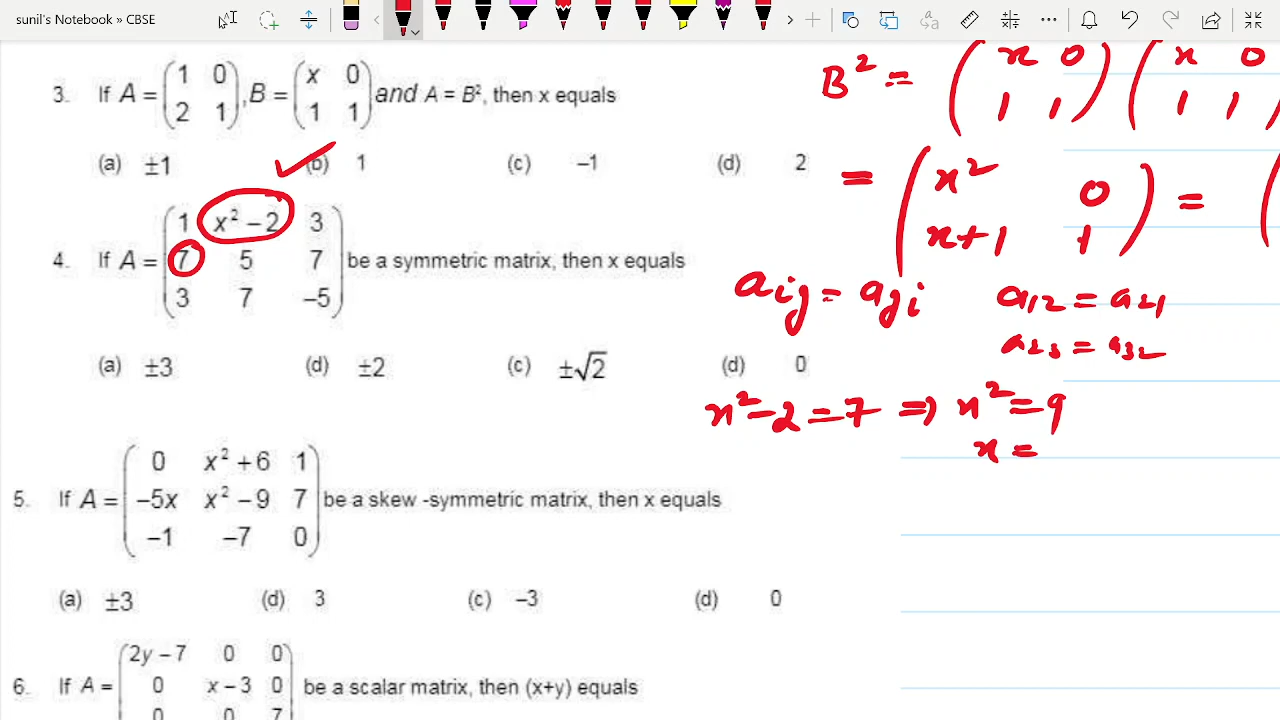 sunil's Notebook » CBSE
3. If A = (1 0
2 1), B = (x 0
1 1) and A = B², then x equals
(a) ±1 (b) 1 (c) –1 (d) 2
4. If A = (1 x² – 2 3
7 5 7
3 7 –5) be a symmetric matrix, then x equals
(a) ±3 (d) ±2 (c) ±√2 (d) 0
5. If A = (0 x² + 6 1
–5x x² – 9 7
–1 –7 0) be a skew -symmetric matrix, then x equals
(a) ±3 (d) 3 (c) –3 (d) 0
6. If A = (2y – 7 0 0
0 x – 3 0
0 0 7 be a scalar matrix, then (x+y) equals
B² = (x 0
1 1) (x 0
1 1
= (x² 0
x+1 1) = (
aij = aji a12 = a21
a23 = a32
x² – 2 = 7 ⇒ x² = 9
x =